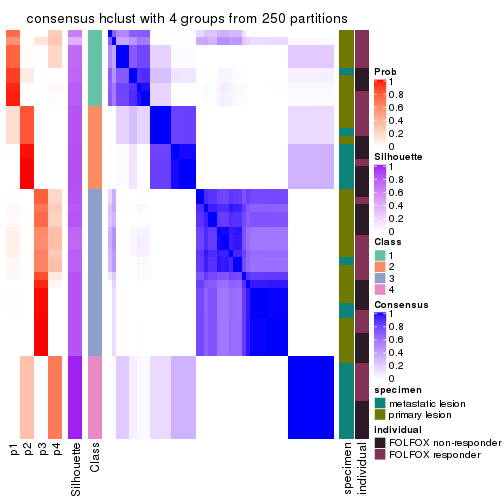 consensus hclust with 4 groups from 250 partitions
Prob
1
0.8
0.6
0.4
0.2
0
Silhouette
1
0.8
0.6
0.4
0.2
0
Class
1
2
3
4
Consensus
1
0.8
0.6
0.4
0.2
0
specimen
metastatic lesion
primary lesion
individual
FOLFOX non-responder
FOLFOX responder
p1
p2
p3
p4
Silhouette
Class
specimen
individual